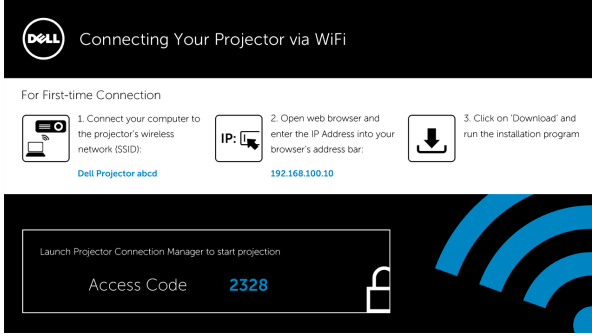 DELL
Connecting Your Projector via WiFi
For First-time Connection
1. Connect your computer to
the projector's wireless
network (SSID):
Dell Projector abcd
IP:
2. Open web browser and
enter the IP Address into your
browser's address bar:
192.168.100.10
3. Click on 'Download' and
run the installation program
Launch Projector Connection Manager to start projection
Access Code 2328